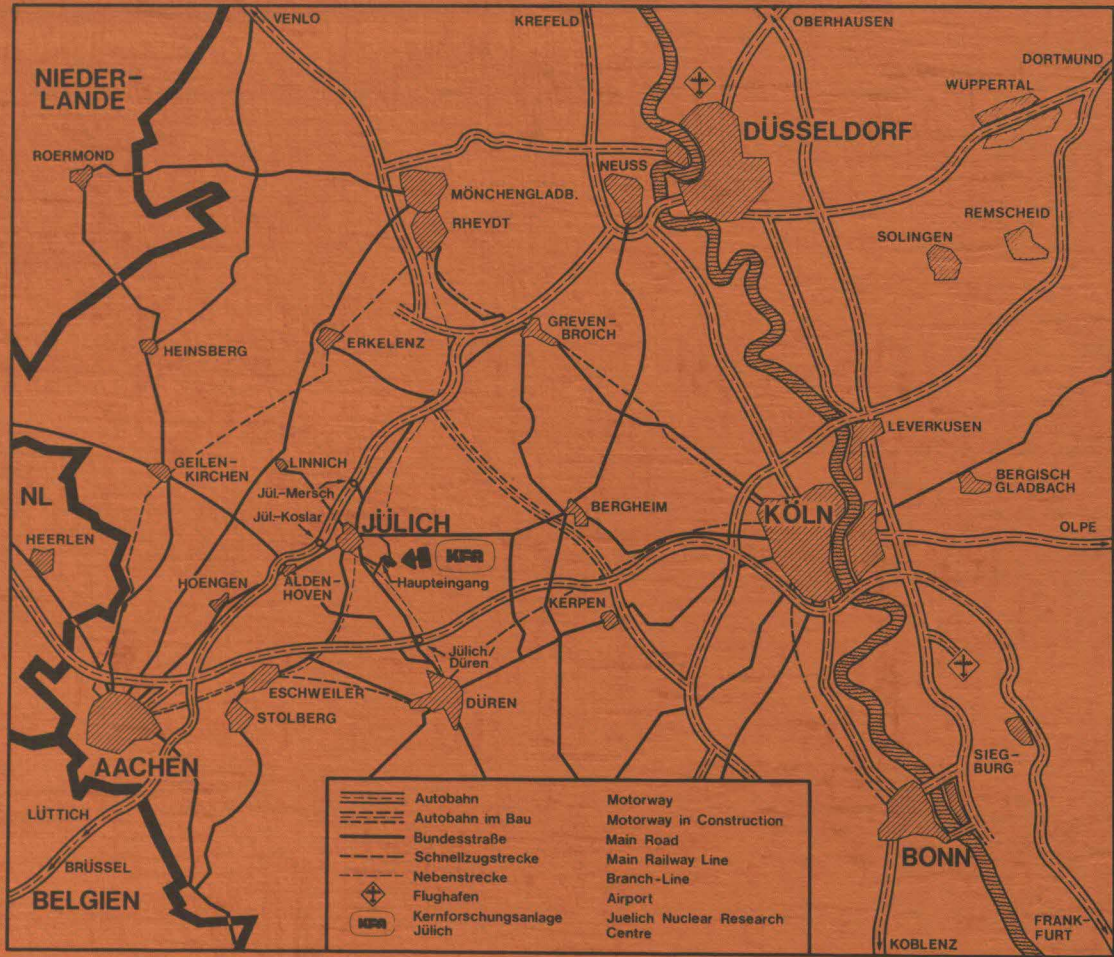 VENLO
KREFELD
OBERHAUSEN
DORTMUND
NIEDER-
LANDE
WUPPERTAL
DÜSSELDORF
ROERMOND
NEUSS
MÖNCHENGLADB.
RHEYDT
REMSCHEID
SOLINGEN
GREVEN-
BROICH
ERKELENZ
HEINSBERG
LEVERKUSEN
GEILEN-
KIRCHEN
LINNICH
BERGISCH
GLADBACH
NL
Jül.-Mersch
BERGHEIM
KÖLN
Jül.-Koslar
JÜLICH
HEERLEN
OLPE
KFA
Haupteingang
HOENGEN
ALDEN-
HOVEN
KERPEN
Jülich/
Düren
ESCHWEILER
DÜREN
STOLBERG
AACHEN
SIEG-
BURG
LÜTTICH
BRÜSSEL
BELGIEN
BONN
FRANK-
FURT
KOBLENZ
Autobahn Motorway
Autobahn im Bau Motorway in Construction
Bundesstraße Main Road
Schnellzugstrecke Main Railway Line
Nebenstrecke Branch-Line
Flughafen Airport
KFA Kernforschungsanlage Juelich Nuclear Research
Jülich Centre